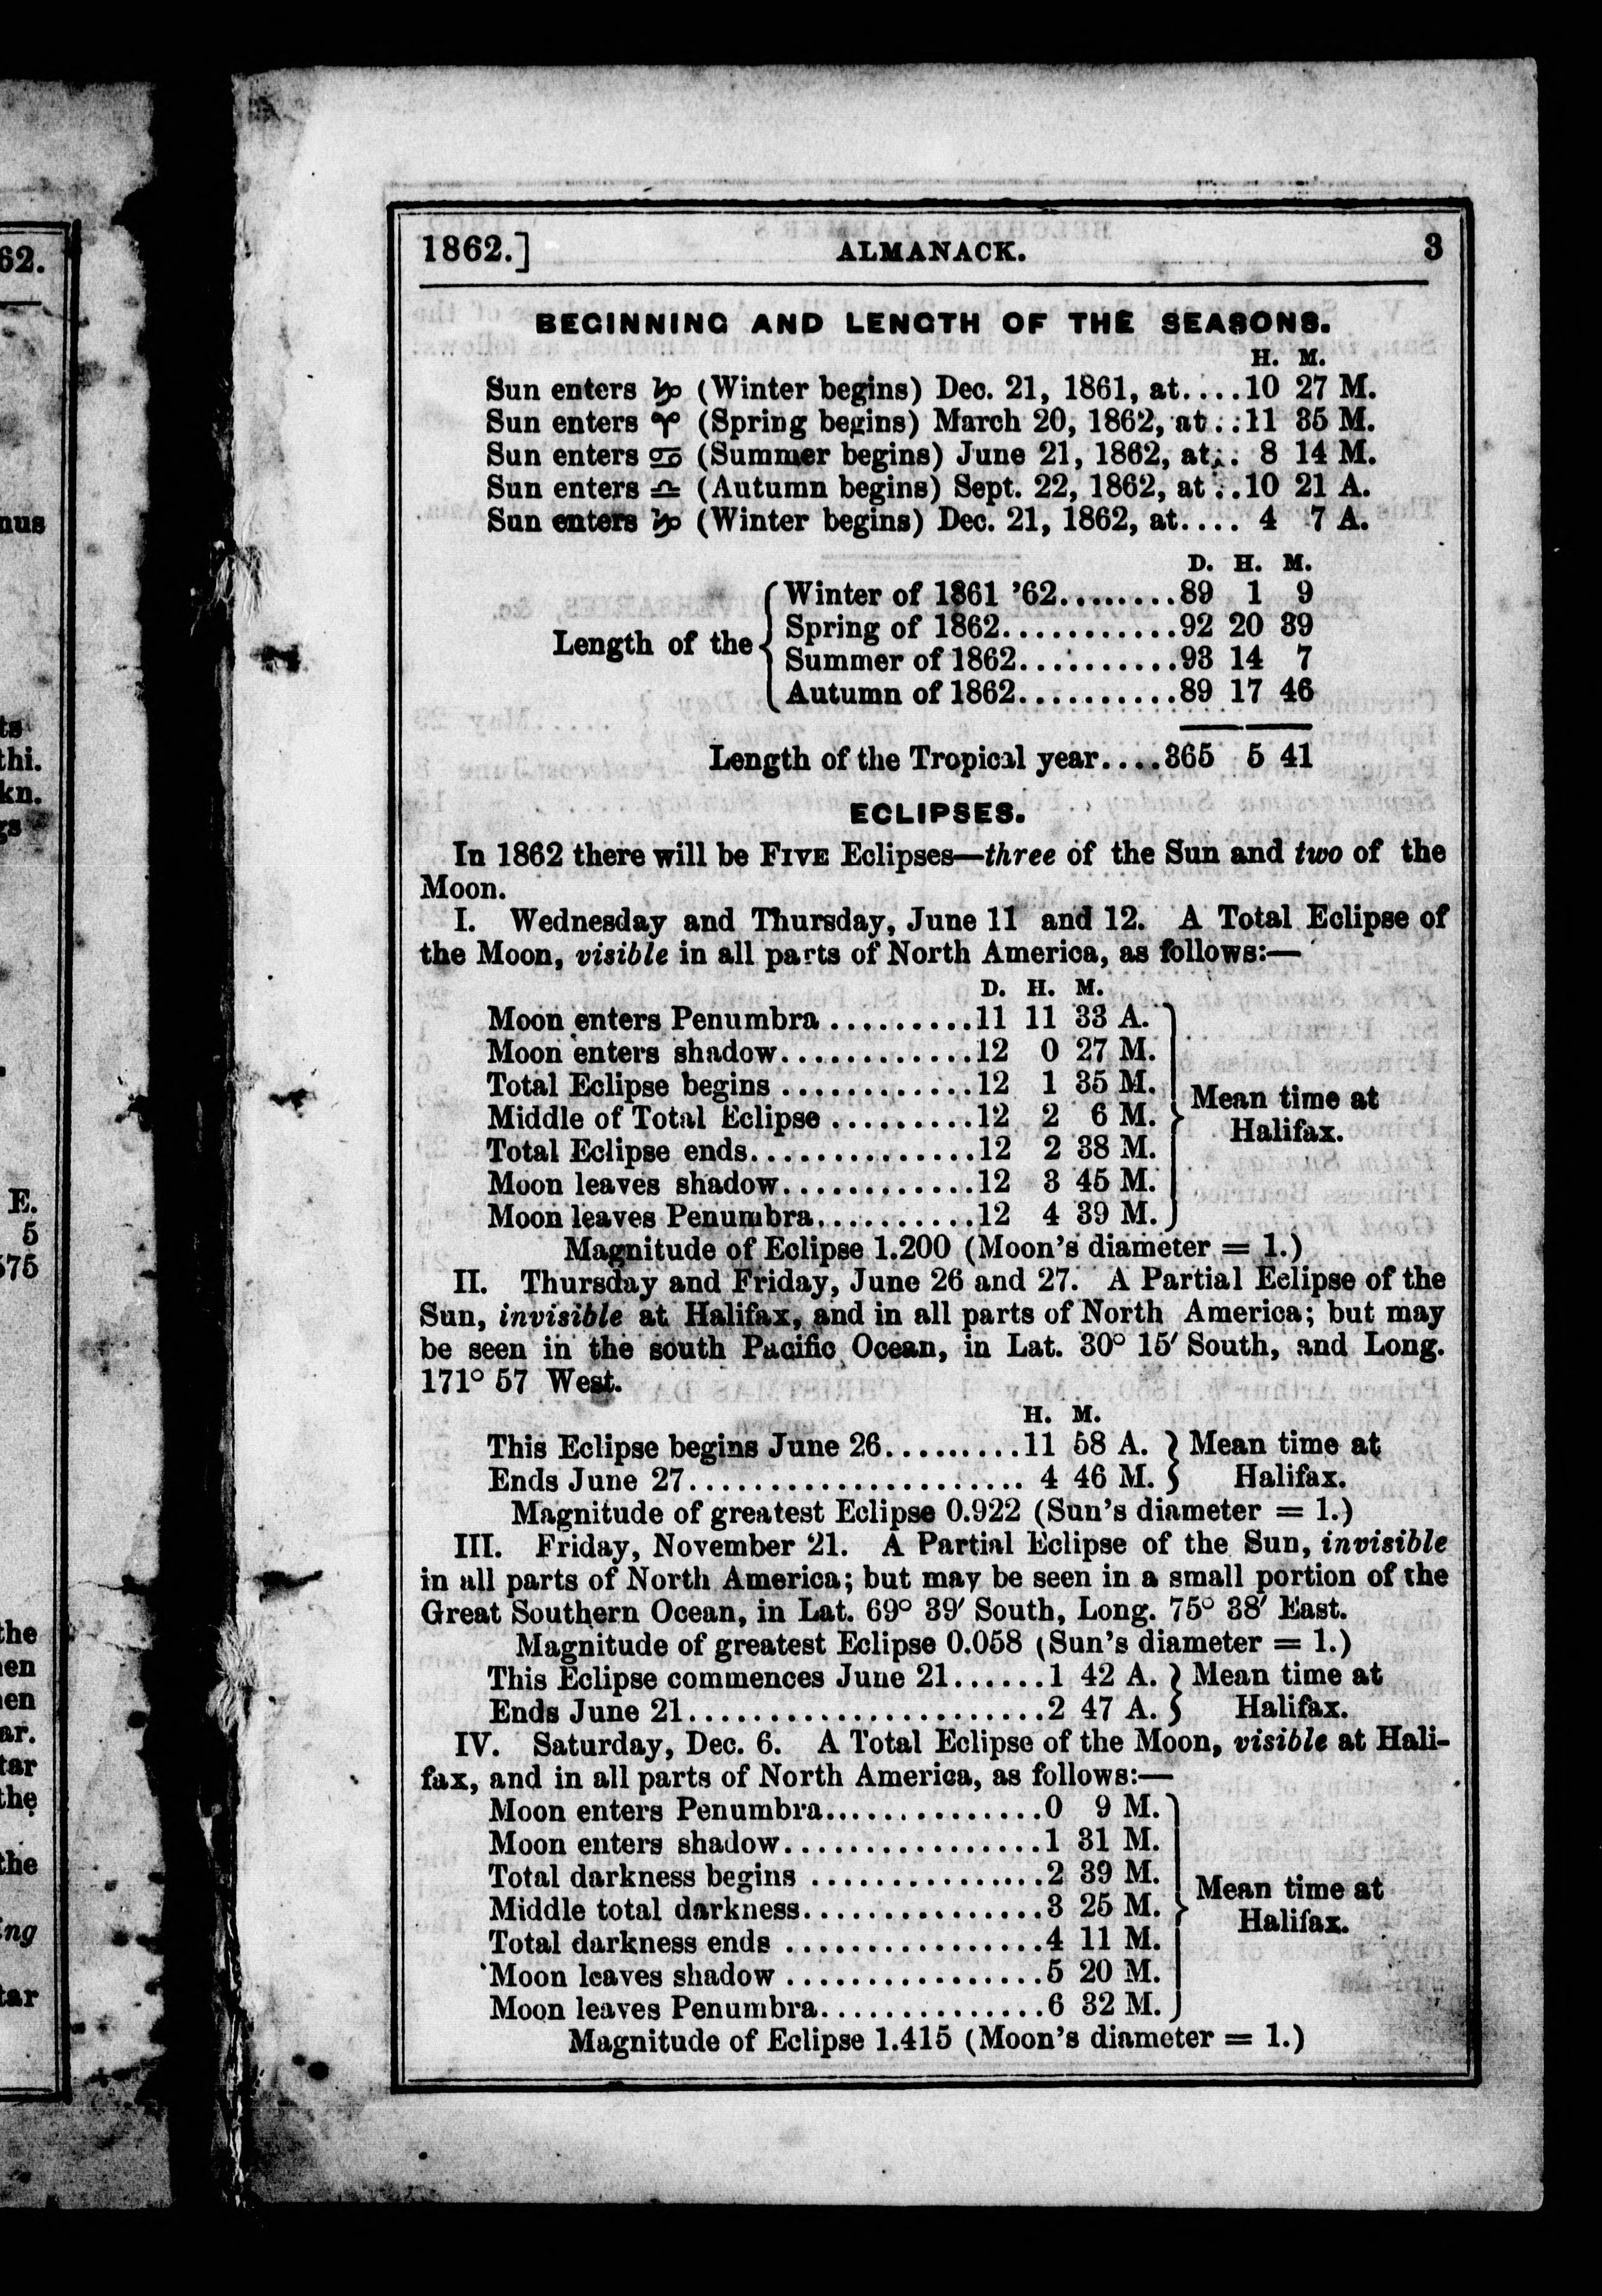 1862.] ALMANACK. 3
BEGINNING AND LENGTH OF THE SEASONS.
H. M.
Sun enters ♑ (Winter begins) Dec. 21, 1861, at....10 27 M.
Sun enters ♈ (Spring begins) March 20, 1862, at..11 35 M.
Sun enters ♋ (Summer begins) June 21, 1862, at.. 8 14 M.
Sun enters ♎ (Autumn begins) Sept. 22, 1862, at..10 21 A.
Sun enters ♑ (Winter begins) Dec. 21, 1862, at.... 4 7 A.
D. H. M.
Winter of 1861 '62........89 1 9
Spring of 1862...........92 20 39
Length of the
Summer of 1862...........93 14 7
Autumn of 1862...........89 17 46
Length of the Tropical year....365 5 41
ECLIPSES.
In 1862 there will be FIVE Eclipses—three of the Sun and two of the
Moon.
I. Wednesday and Thursday, June 11 and 12. A Total Eclipse of
the Moon, visible in all parts of North America, as follows:—
D. H. M.
Moon enters Penumbra.........11 11 33 A.
Moon enters shadow............12 0 27 M.
Total Eclipse begins............12 1 35 M.
Mean time at
Middle of Total Eclipse.........12 2 6 M.
Halifax.
Total Eclipse ends..............12 2 38 M.
Moon leaves shadow............12 3 45 M.
Moon leaves Penumbra..........12 4 39 M.
Magnitude of Eclipse 1.200 (Moon's diameter = 1.)
II. Thursday and Friday, June 26 and 27. A Partial Eclipse of the
Sun, invisible at Halifax, and in all parts of North America; but may
be seen in the south Pacific Ocean, in Lat. 30° 15′ South, and Long.
171° 57 West.
H. M.
This Eclipse begins June 26.........11 58 A. Mean time at
Ends June 27...................... 4 46 M. Halifax.
Magnitude of greatest Eclipse 0.922 (Sun's diameter = 1.)
III. Friday, November 21. A Partial Eclipse of the Sun, invisible
in all parts of North America; but may be seen in a small portion of the
Great Southern Ocean, in Lat. 69° 39′ South, Long. 75° 38′ East.
Magnitude of greatest Eclipse 0.058 (Sun's diameter = 1.)
This Eclipse commences June 21......1 42 A. Mean time at
Ends June 21.......................2 47 A. Halifax.
IV. Saturday, Dec. 6. A Total Eclipse of the Moon, visible at Hali-
fax, and in all parts of North America, as follows:—
Moon enters Penumbra..............0 9 M.
Moon enters shadow.................1 31 M.
Total darkness begins...............2 39 M.
Mean time at
Middle total darkness................3 25 M.
Halifax.
Total darkness ends.................4 11 M.
Moon leaves shadow.................5 20 M.
Moon leaves Penumbra...............6 32 M.
Magnitude of Eclipse 1.415 (Moon's diameter = 1.)